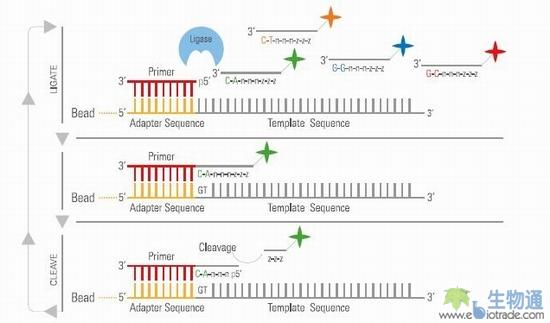 3'
C-T-n-n-n-z-z-z
Ligase
3'
G-G-n-n-n-z-z-z
3'
G-C-n-n-n-z-z-z
3'
C-A-n-n-n-z-z-z
Primer
3' p5'
Bead 5' 3'
Adapter Sequence Template Sequence
LIGATE
Primer
3'
C-A-n-n-n-z-z-z
GT
Bead 5' 3'
Adapter Sequence Template Sequence
Cleavage
z-z-z
Primer
3' C-A-n-n-n p5'
GT
Bead 5' 3'
Adapter Sequence Template Sequence
CLEAVE
生物通
www.ebiotrade.com